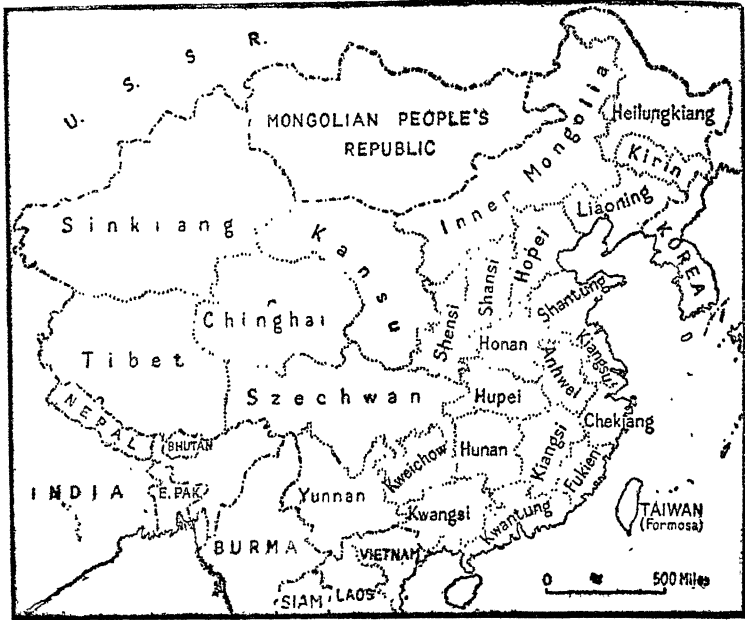 U. S. S. R.
MONGOLIAN PEOPLE'S
REPUBLIC
Inner Mongolia
Heilungkiang
Kirin
Liaoning
KOREA
Sinkiang
Kansu
Hopei
Shansi
Shensi
Shantung
Chinghai
Tibet
Honan
Kiangsu
Anhwei
Szechwan
Hupei
Chekiang
NEPAL
BHUTAN
Kweichow
Hunan
Kiangsi
Fukien
INDIA
E. PAK
Yunnan
Kwangsi
Kwantung
TAIWAN
(Formosa)
BURMA
VIETNAM
SIAM
LAOS
0 500 Miles